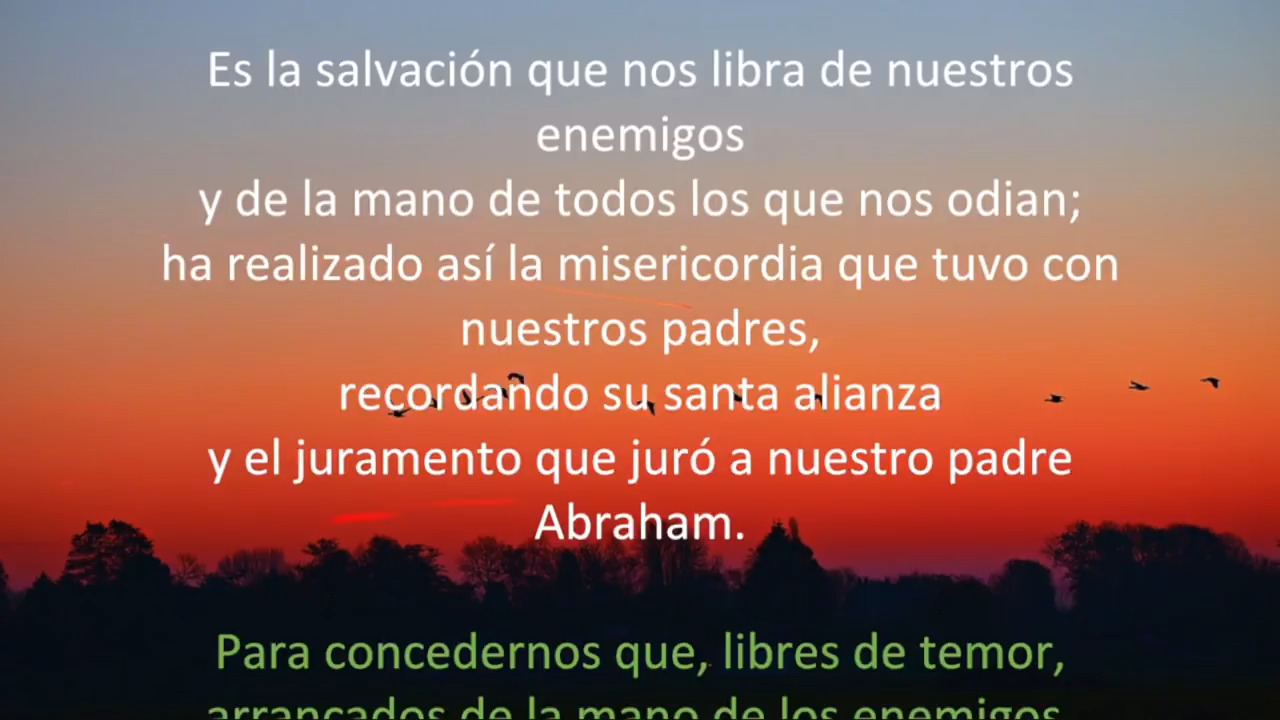 Es la salvación que nos libra de nuestros
enemigos
y de la mano de todos los que nos odian;
ha realizado así la misericordia que tuvo con
nuestros padres,
recordando su santa alianza
y el juramento que juró a nuestro padre
Abraham.
Para concedernos que, libres de temor,
arrancados de la mano de los enemigos